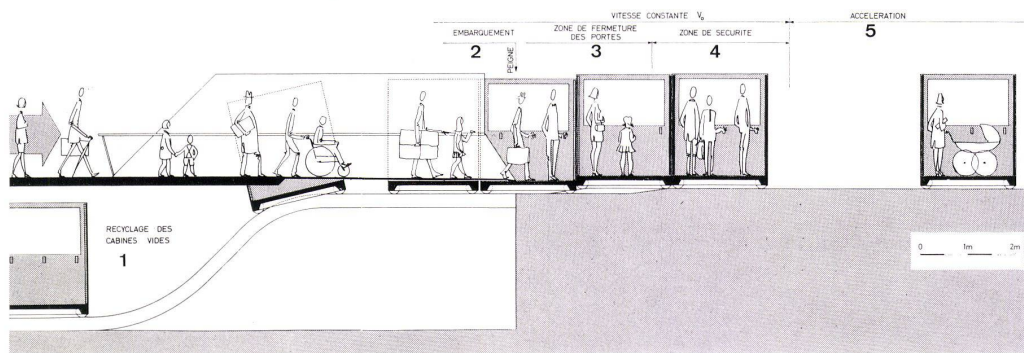 VITESSE CONSTANTE V₀
ACCELERATION
5
EMBARQUEMENT
2
PEIGNE
ZONE DE FERMETURE
DES PORTES
3
ZONE DE SECURITE
4
RECYCLAGE DES
CABINES VIDES
1
0 1m 2m